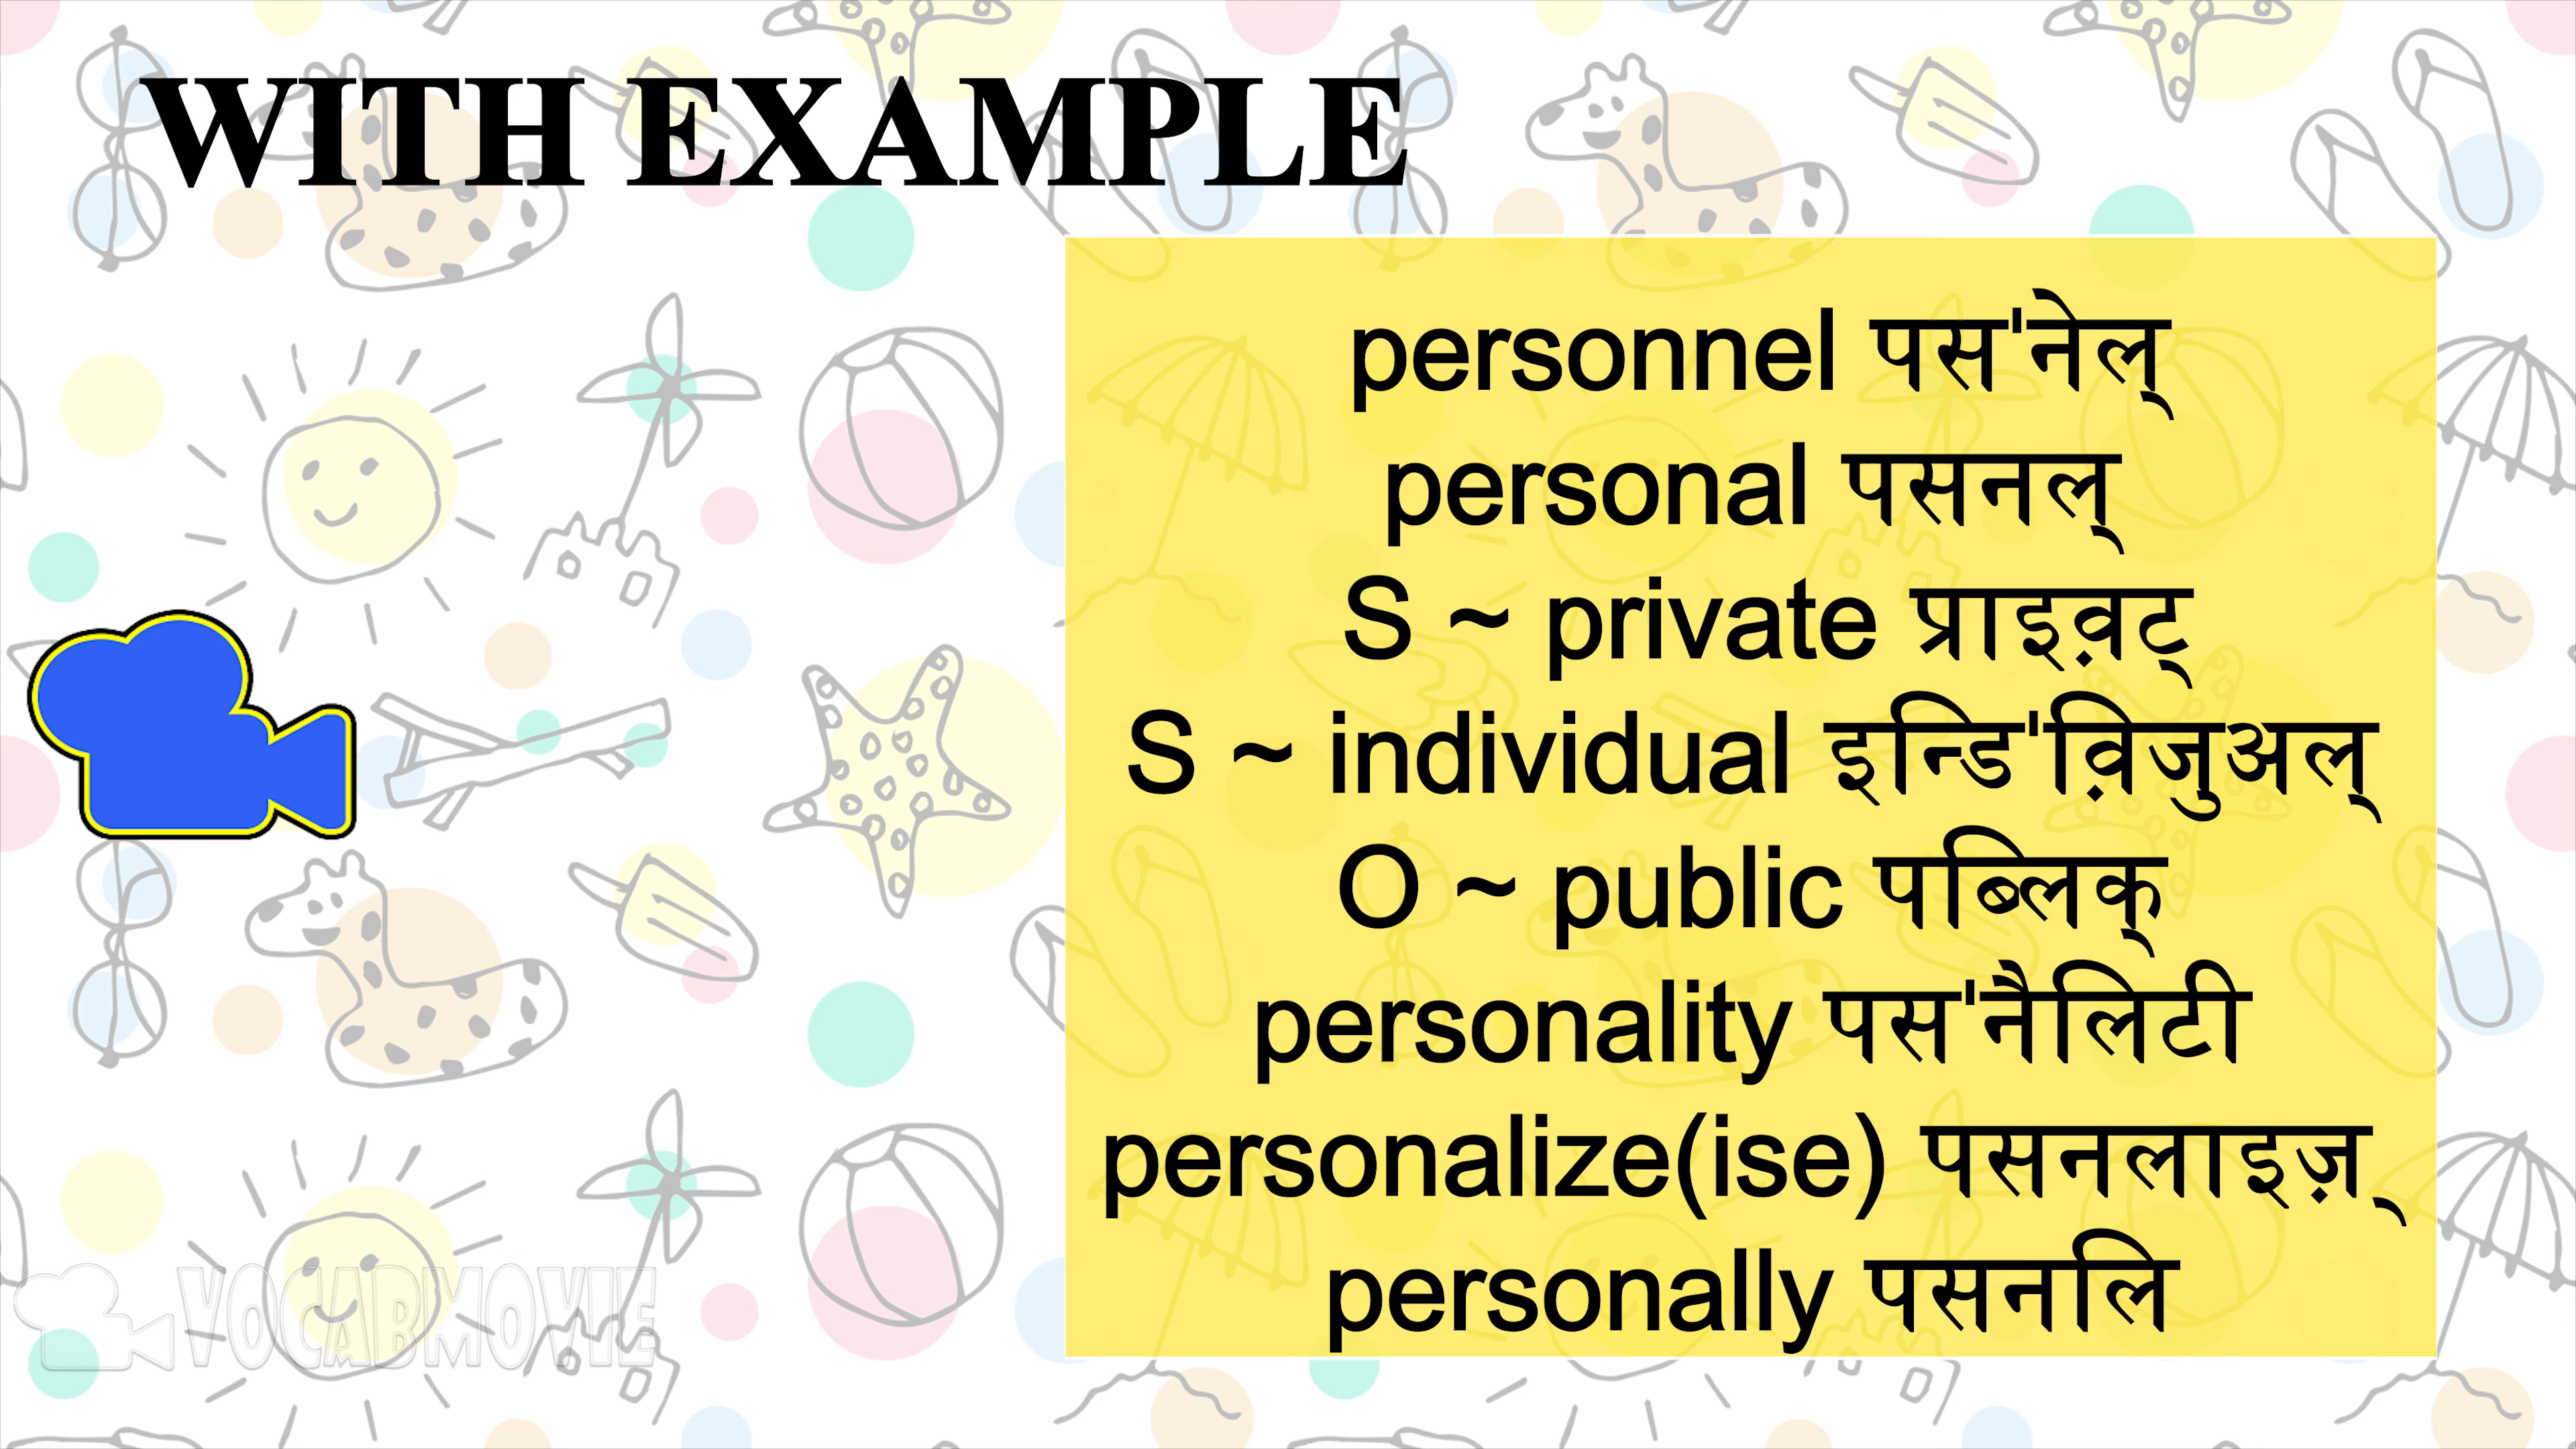 WITH EXAMPLE
personnel पस'नेल्
personal पसनल्
S ~ private प्राइव़ट्
S ~ individual इन्डि'व़िजुअल्
O ~ public पब्लिक्
personality पस'नैलिटी
personalize(ise) पसनलाइज़्
personally पसनलि
VOCABMOVIE